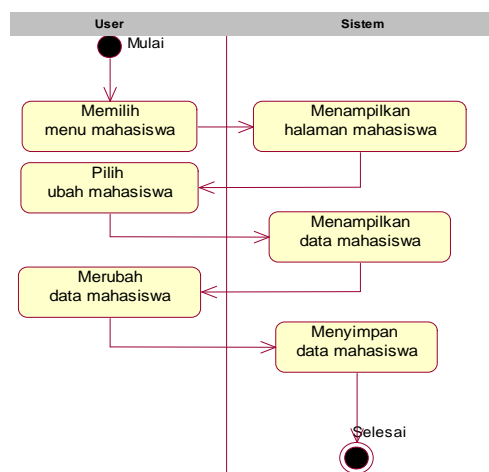 User
Sistem
Mulai
Memilih
menu mahasiswa
Menampilkan
halaman mahasiswa
Pilih
ubah mahasiswa
Menampilkan
data mahasiswa
Merubah
data mahasiswa
Menyimpan
data mahasiswa
Selesai